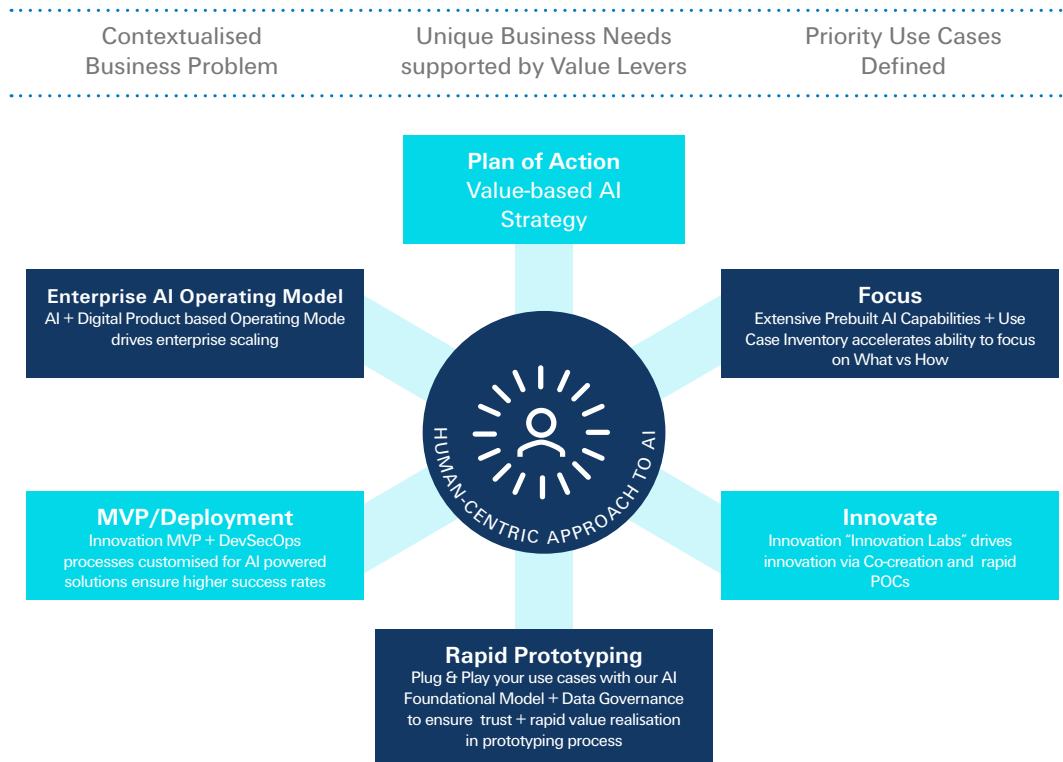 Contextualised
Business Problem
Unique Business Needs
supported by Value Levers
Priority Use Cases
Defined
Plan of Action
Value-based AI
Strategy
Enterprise AI Operating Model
AI + Digital Product based Operating Mode
drives enterprise scaling
Focus
Extensive Prebuilt AI Capabilities + Use
Case Inventory accelerates ability to focus
on What vs How
HUMAN-CENTRIC APPROACH TO AI
MVP/Deployment
Innovation MVP + DevSecOps
processes customised for AI powered
solutions ensure higher success rates
Innovate
Innovation "Innovation Labs" drives
innovation via Co-creation and rapid
POCs
Rapid Prototyping
Plug & Play your use cases with our AI
Foundational Model + Data Governance
to ensure trust + rapid value realisation
in prototyping process